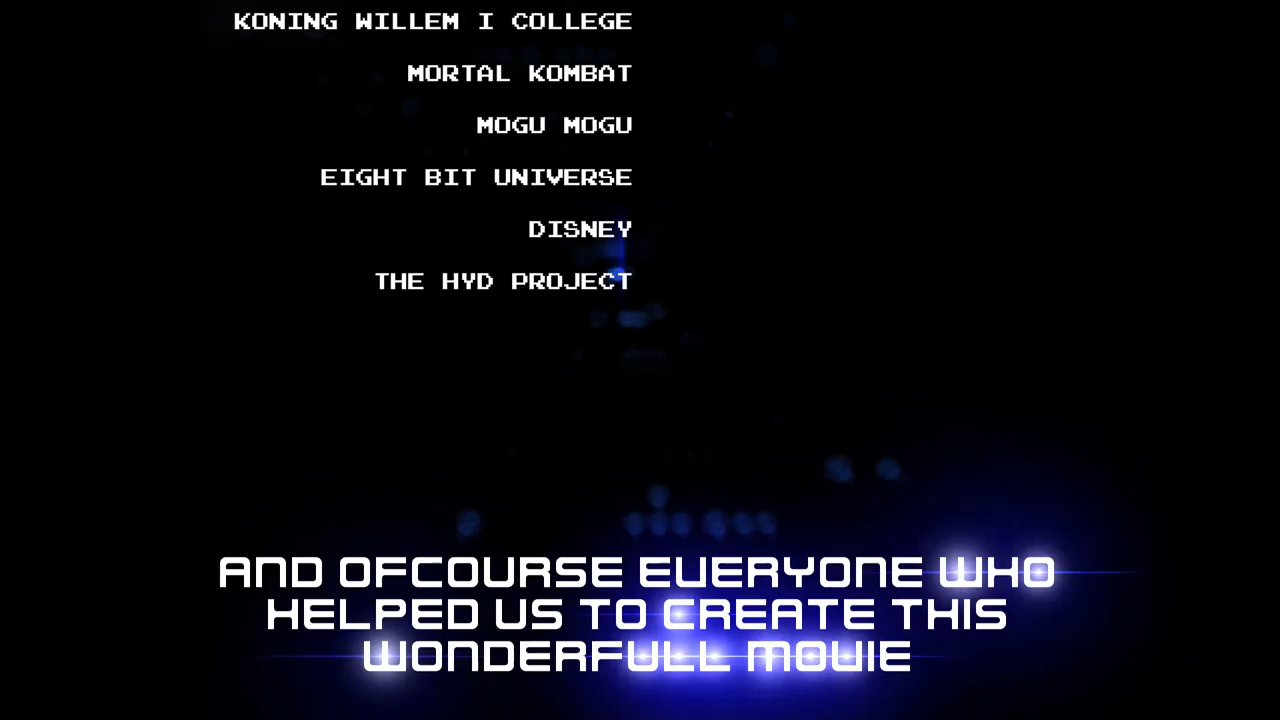 KONING WILLEM I COLLEGE
MORTAL KOMBAT
MOGU MOGU
EIGHT BIT UNIVERSE
DISNEY
THE HYD PROJECT
AND OFCOURSE EVERYONE WHO
HELPED US TO CREATE THIS
WONDERFULL MOVIE